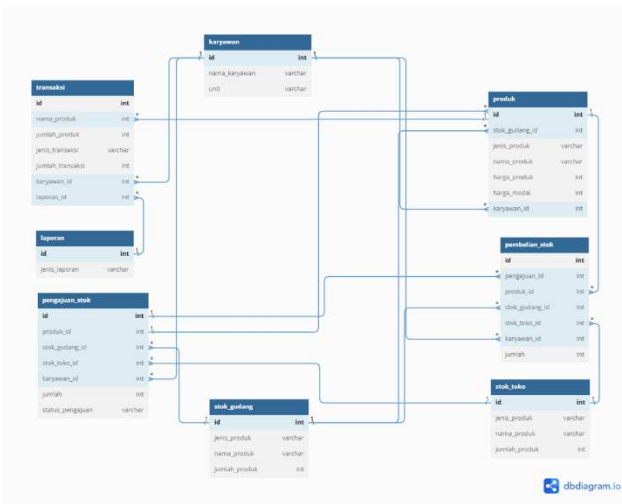 karyawan
id int
nama_karyawan varchar
unit varchar
transaksi
id int
nama_produk int
jumlah_produk int
jenis_transaksi varchar
jumlah_transaksi int
karyawan_id int
laporan_id int
produk
id int
stok_gudang_id int
jenis_produk varchar
nama_produk varchar
harga_produk int
harga_modal int
karyawan_id int
laporan
id int
jenis_laporan varchar
pembelian_stok
id int
pengajuan_id int
produk_id int
stok_gudang_id int
stok_toko_id int
karyawan_id int
jumlah int
pengajuan_stok
id int
produk_id int
stok_gudang_id int
stok_toko_id int
karyawan_id int
jumlah int
status_pengajuan varchar
stok_gudang
id int
jenis_produk varchar
nama_produk varchar
jumlah_produk int
stok_toko
id int
jenis_produk varchar
nama_produk varchar
jumlah_produk int
dbdiagram.io